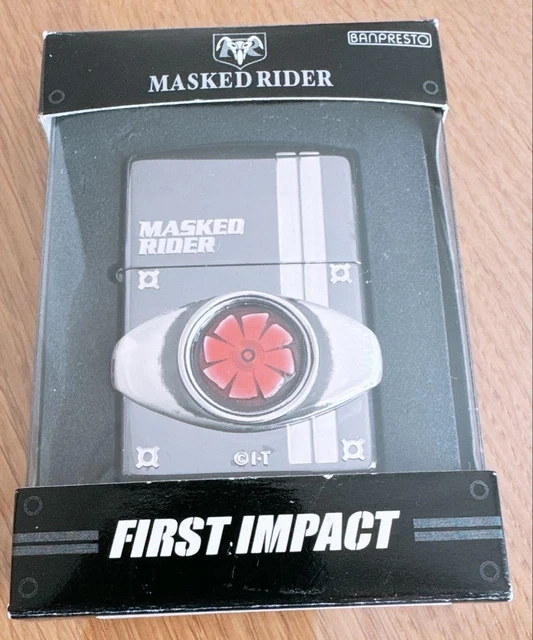 BANPRESTO
MASKED RIDER
MASKED
RIDER
©I·T
FIRST IMPACT